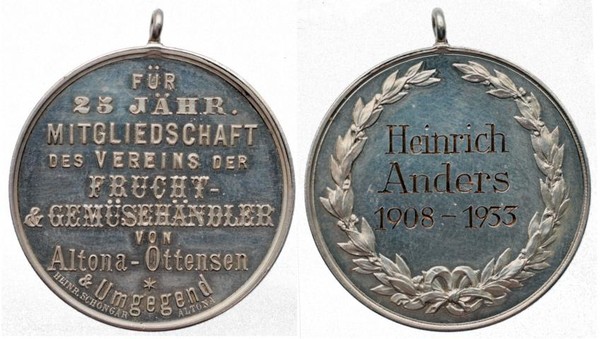 FÜR
25 JÄHR.
MITGLIEDSCHAFT
DES VEREINS DER
FRUCHT-
& GEMÜSEHÄNDLER
VON
Altona-Ottensen
*
& Umgegend
HEINR. SCHONGAR ALTONA
Heinrich
Anders
1908-1933